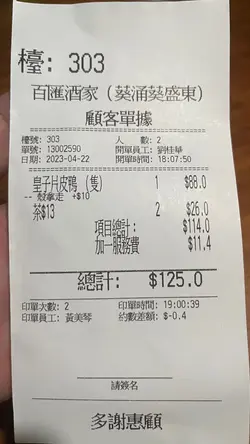 檯: 303
百匯酒家 (葵涌葵盛東)
顧客單據
檯號: 303 人 數: 2
單號: 13002590 開單員工: 劉桂華
日期: 2023-04-22 開單時間: 18:07:50
皇子片皮鴨 (隻) 1 $88.0
-- 殼拿走 +$10
茶$13 2 $26.0
項目總計: $114.0
加一服務費 $11.4
總計: $125.0
印單次數: 2 印單時間: 19:00:39
印單員工: 黃美琴 約數差額: $-0.4
請簽名
多謝惠顧